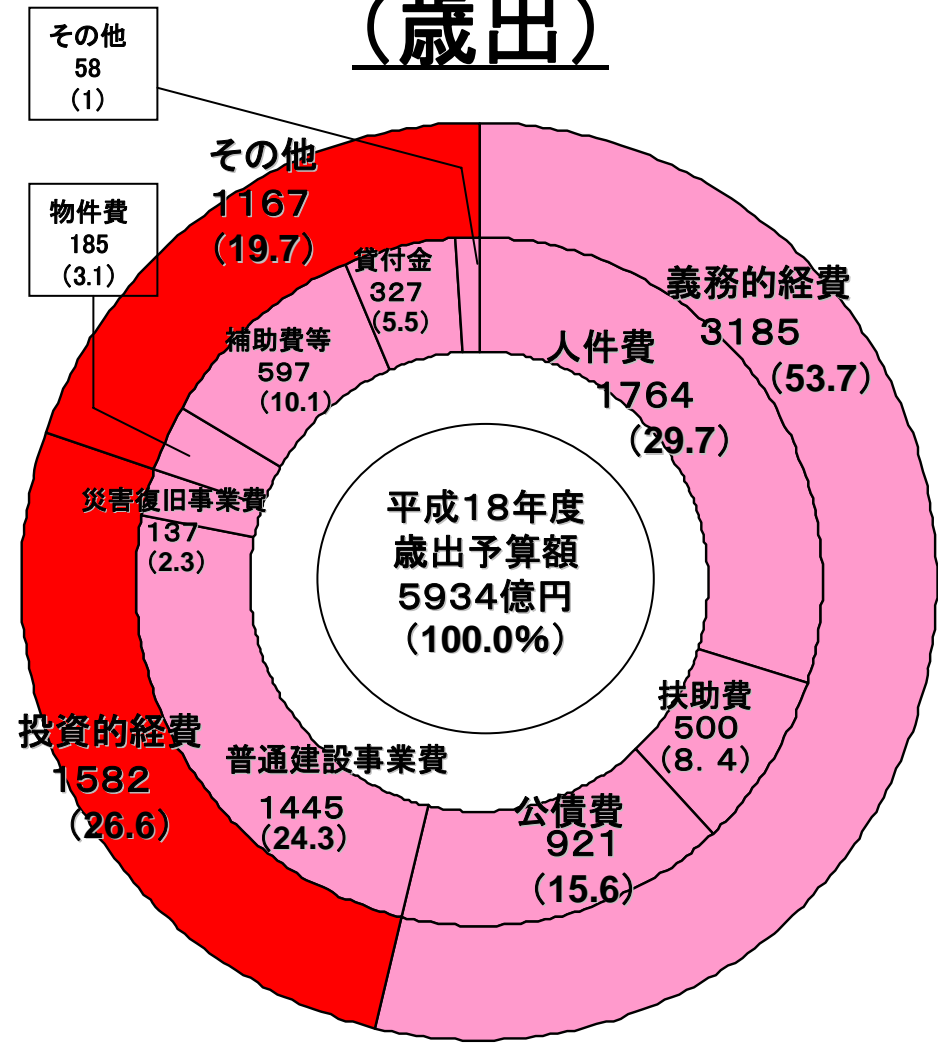 （歳出）
その他
58
（1）
物件費
185
（3.1）
その他
1167
（19.7）
貸付金
327
（5.5）
補助費等
597
（10.1）
義務的経費
3185
（53.7）
人件費
1764
（29.7）
災害復旧事業費
137
（2.3）
平成18年度
歳出予算額
5934億円
（100.0%）
扶助費
500
（8．4）
投資的経費
1582
（26.6）
普通建設事業費
1445
（24.3）
公債費
921
（15.6）